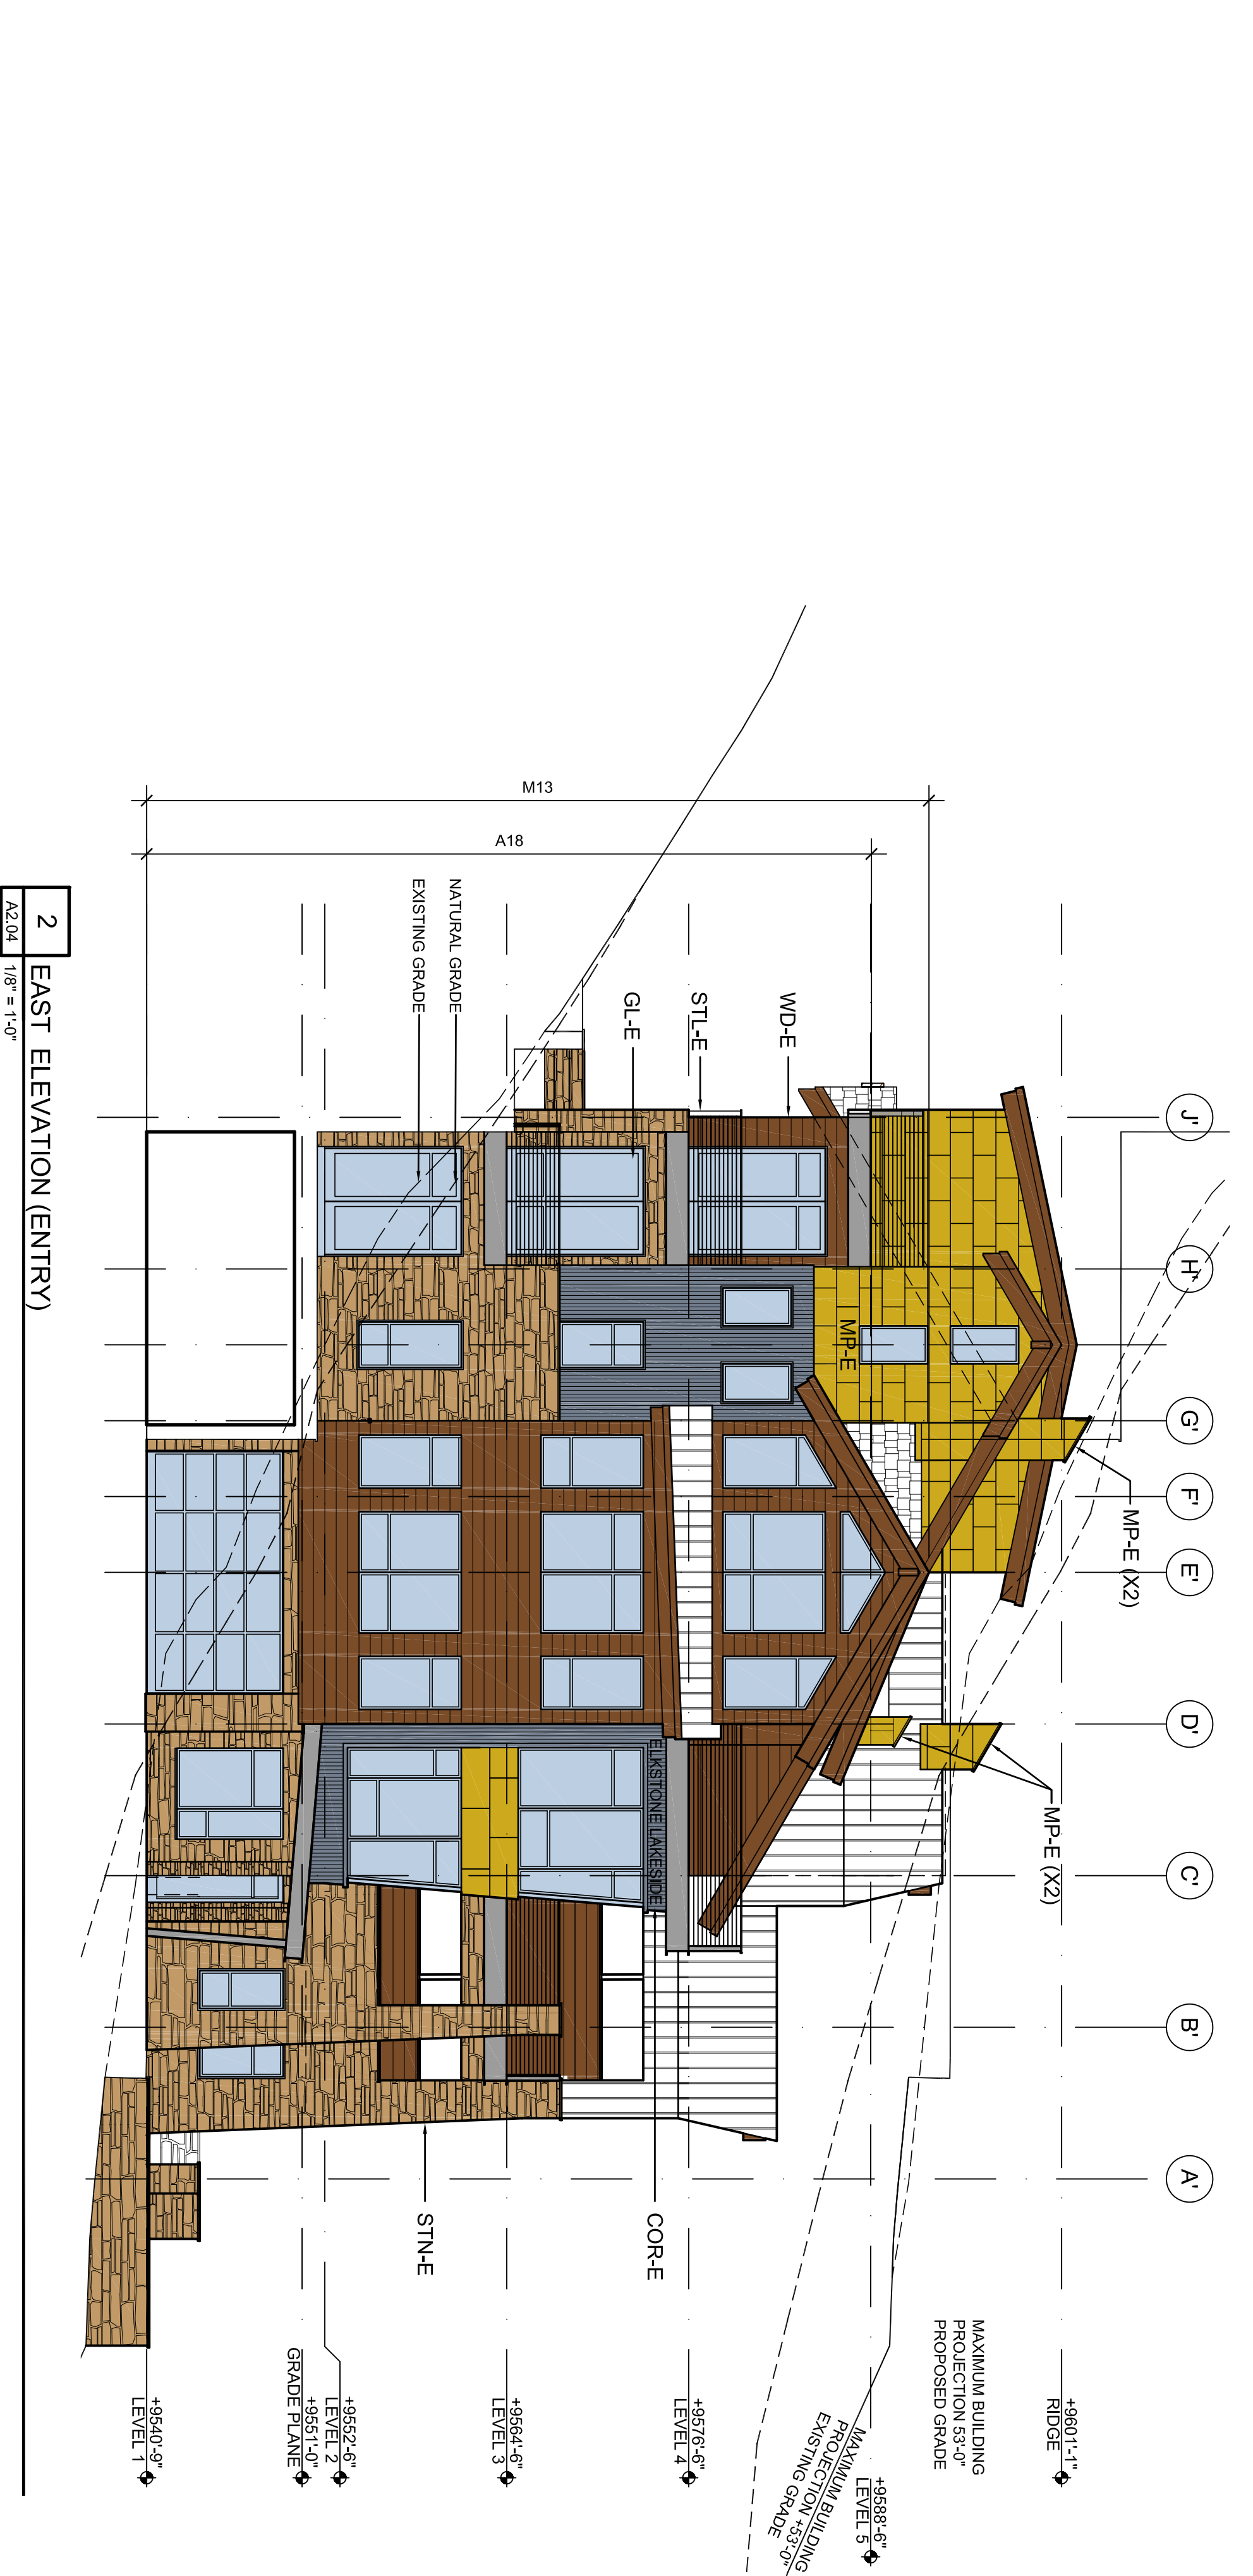 J'
H'
G'
F'
E'
D'
C'
B'
A'
MP-E (X2)
MP-E (X2)
+9601'-1"
RIDGE
MAXIMUM BUILDING
PROJECTION 53'-0"
PROPOSED GRADE
+9588'-6"
LEVEL 5
MAXIMUM BUILDING
PROJECTION +53'-0"
EXISTING GRADE
MP-E
WD-E
STL-E
GL-E
M13
A18
+9576'-6"
LEVEL 4
ELKSTONE LAKESIDE
COR-E
+9564'-6"
LEVEL 3
NATURAL GRADE
EXISTING GRADE
STN-E
+9552'-6"
LEVEL 2
+9551'-0"
GRADE PLANE
+9540'-9"
LEVEL 1
2
EAST ELEVATION (ENTRY)
A2.04
1/8" = 1'-0"